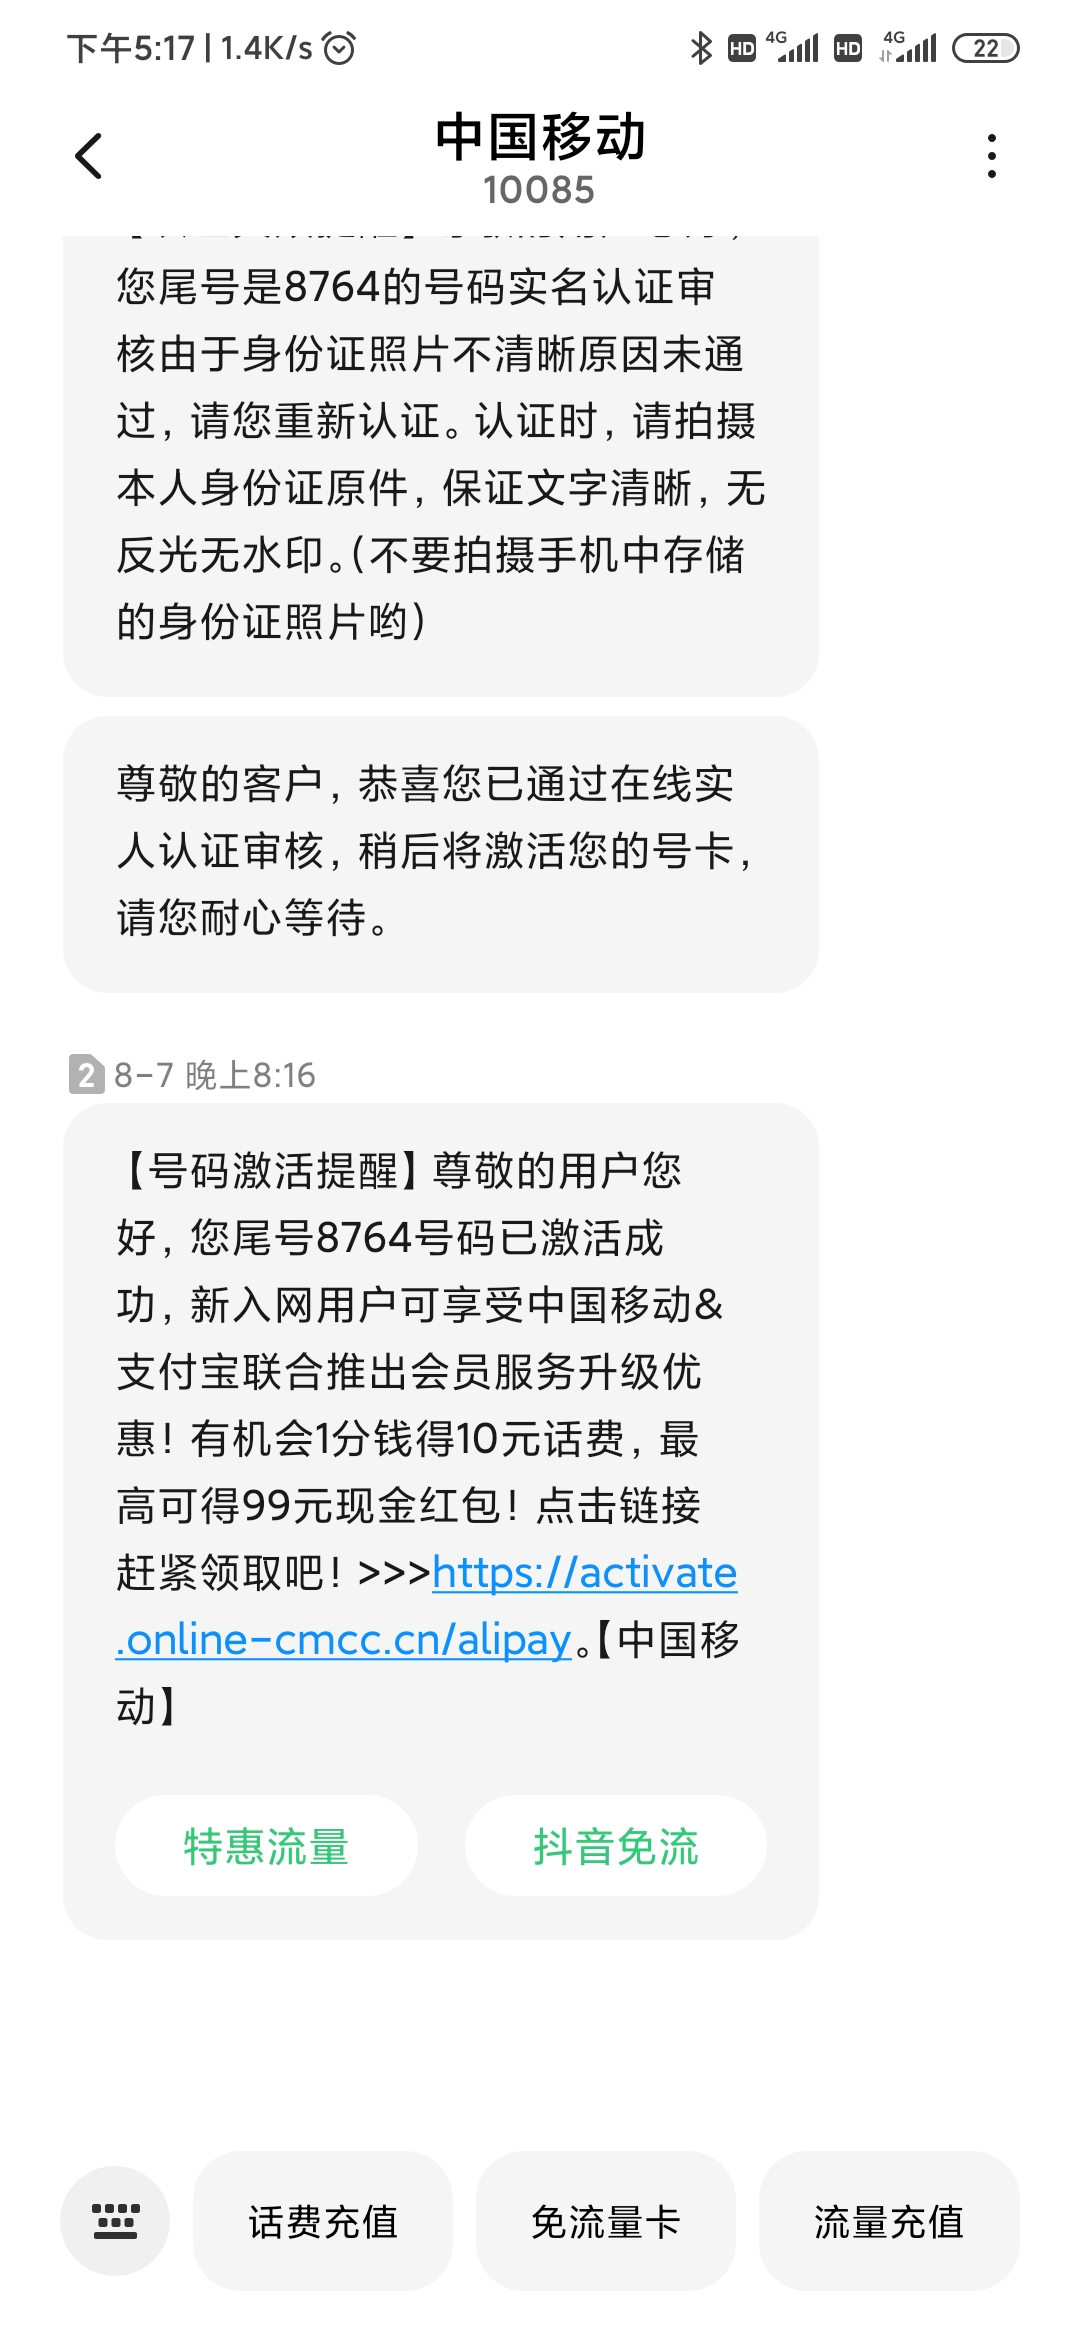 下午5:17 | 1.4K/s
HD 4G HD 4G 22
中国移动
10085
您尾号是8764的号码实名认证审
核由于身份证照片不清晰原因未通
过，请您重新认证。认证时，请拍摄
本人身份证原件，保证文字清晰，无
反光无水印。(不要拍摄手机中存储
的身份证照片哟)
尊敬的客户，恭喜您已通过在线实
人认证审核，稍后将激活您的号卡，
请您耐心等待。
2 8-7 晚上8:16
【号码激活提醒】尊敬的用户您
好，您尾号8764号码已激活成
功，新入网用户可享受中国移动&
支付宝联合推出会员服务升级优
惠！有机会1分钱得10元话费，最
高可得99元现金红包！点击链接
赶紧领取吧！>>>https://activate
.online-cmcc.cn/alipay。【中国移
动】
特惠流量 抖音免流
话费充值 免流量卡 流量充值